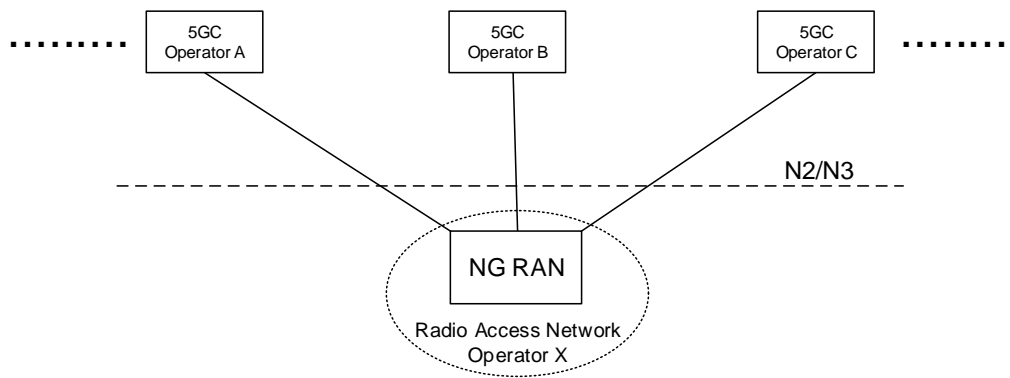 5GC
Operator A
5GC
Operator B
5GC
Operator C
N2/N3
NG RAN
Radio Access Network
Operator X